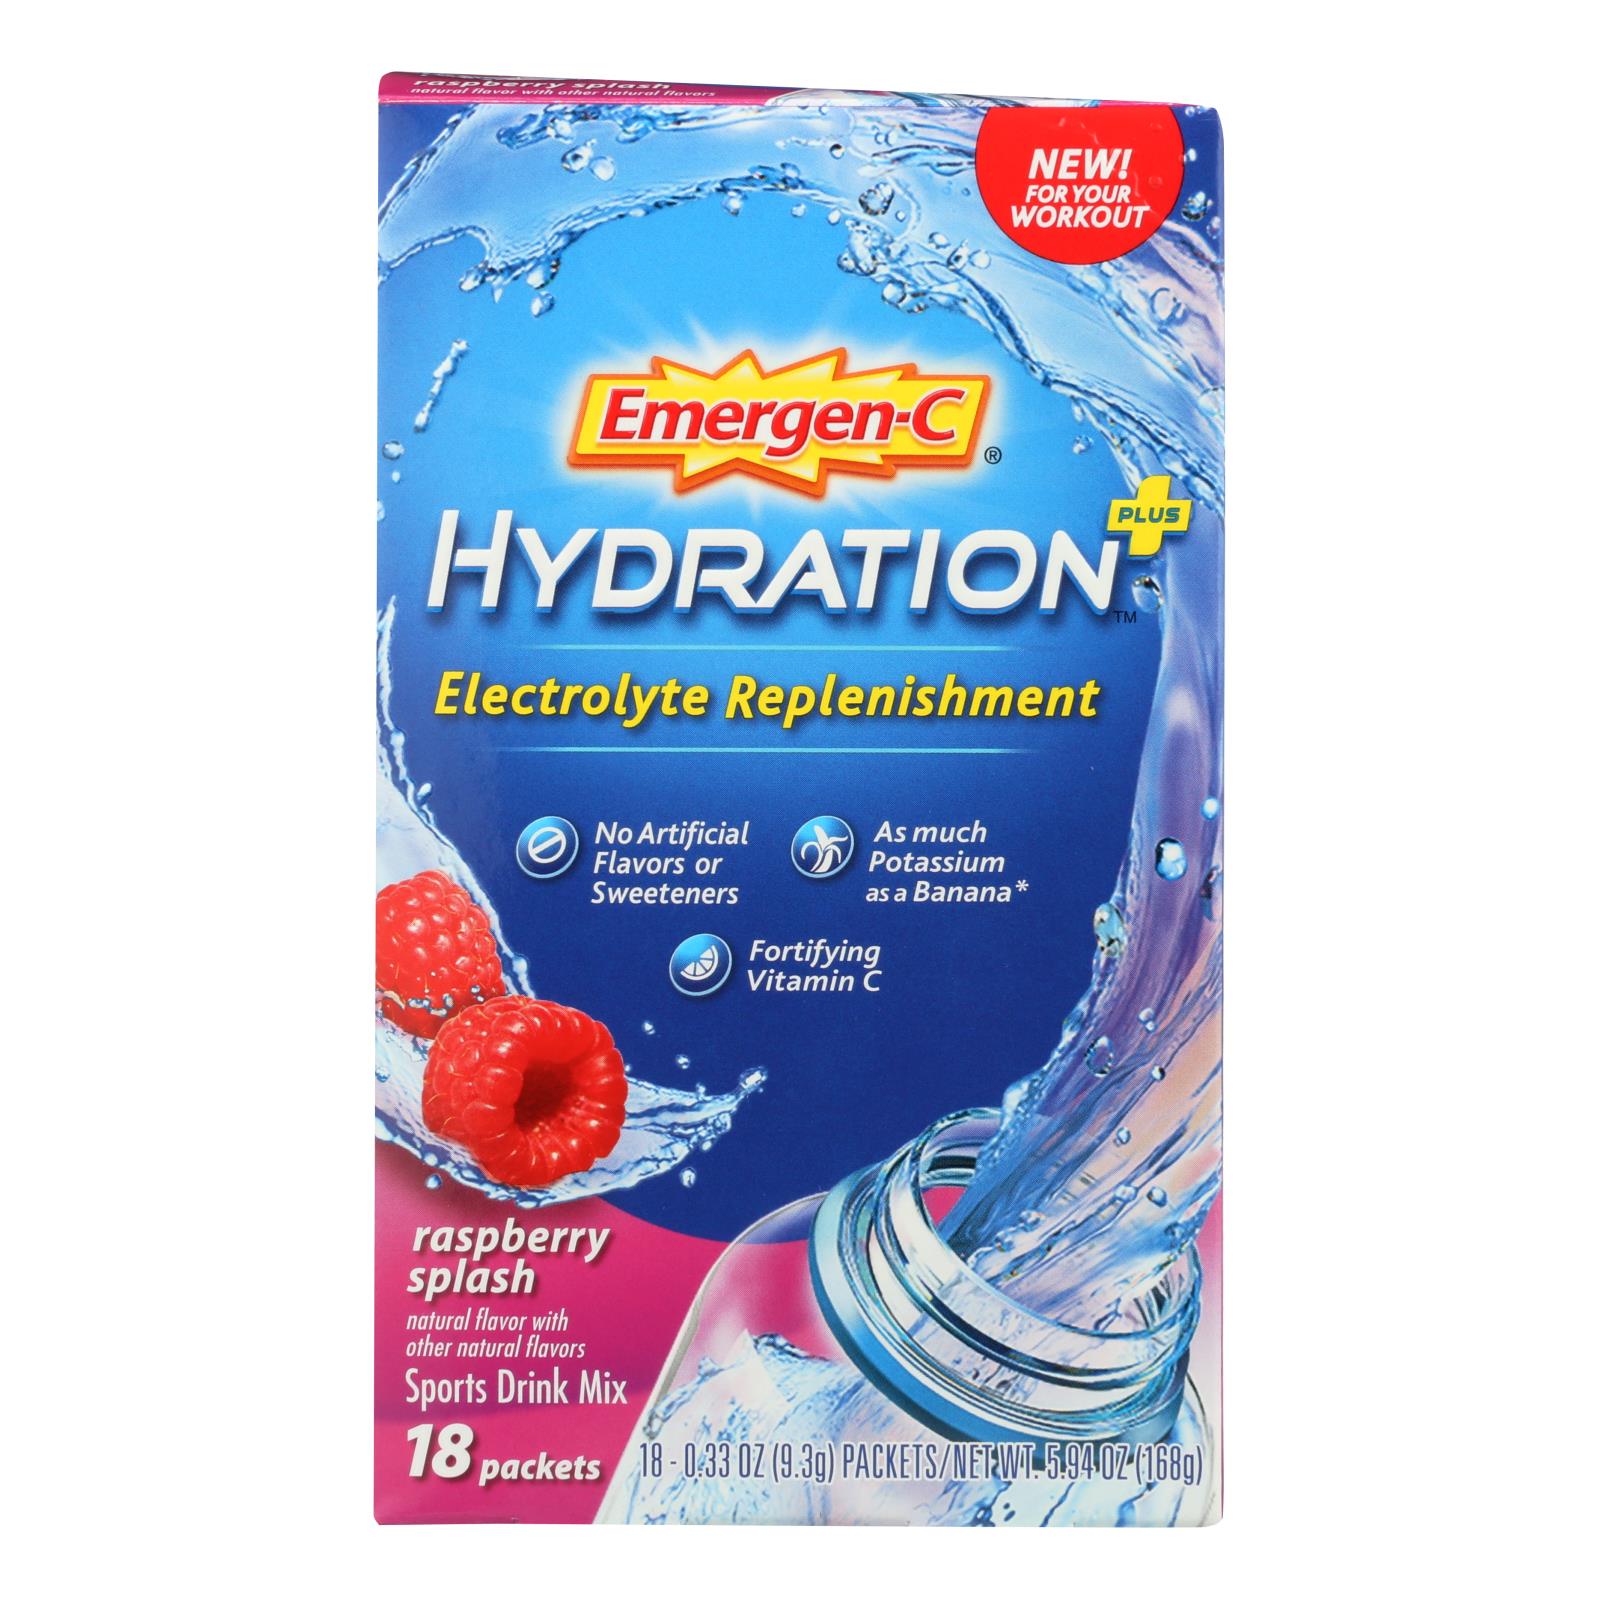 raspberry splash
natural flavor with other natural flavors
NEW!
FOR YOUR
WORKOUT
Emergen-C®
PLUS
HYDRATION™
Electrolyte Replenishment
No Artificial
Flavors or
Sweeteners
As much
Potassium
as a Banana*
Fortifying
Vitamin C
raspberry
splash
natural flavor with
other natural flavors
Sports Drink Mix
18 packets
18 - 0.33 OZ (9.3g) PACKETS/NET WT. 5.94 OZ (168g)